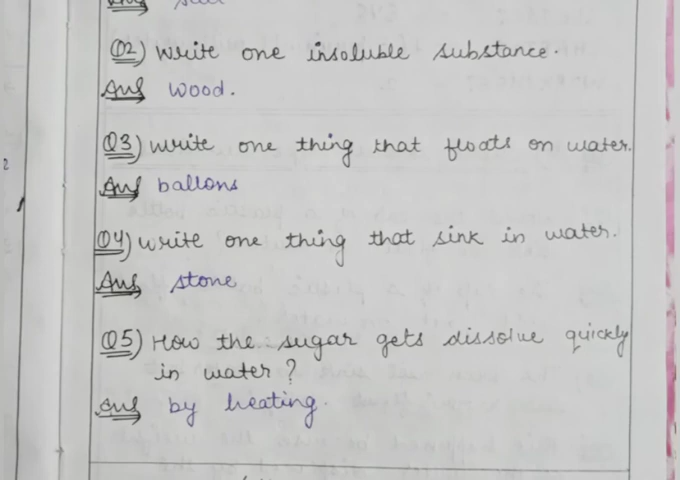 Ans salt
Q2) Write one insoluble substance.
Ans wood.
Q3) Write one thing that floats on water.
Ans ballons
Q4) Write one thing that sink in water.
Ans stone
Q5) How the sugar gets dissolve quickly
in water?
Ans by heating.